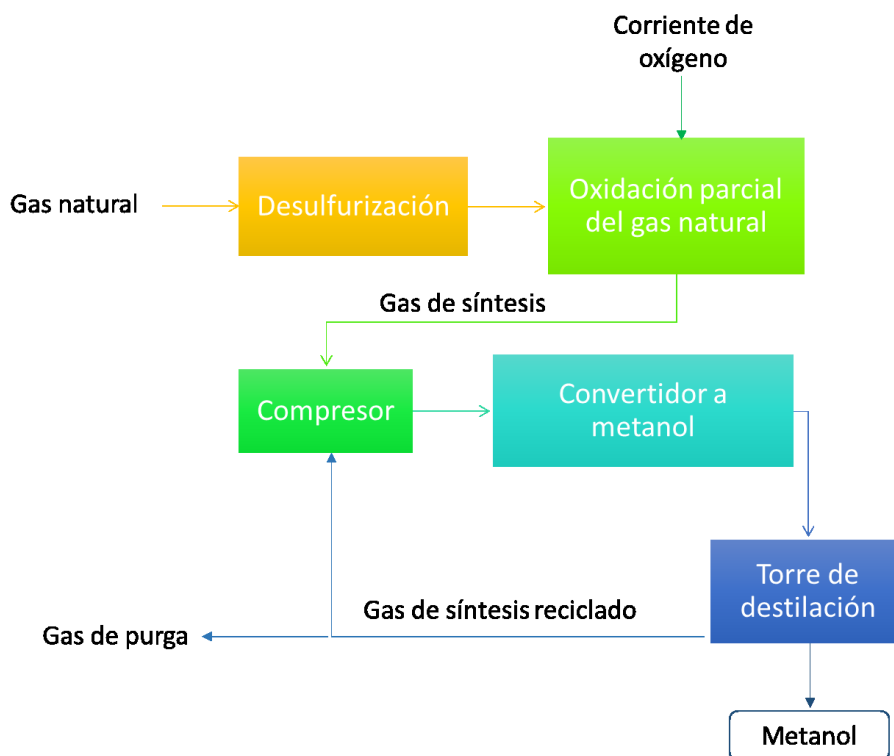 Corriente de
oxígeno
Gas natural
Desulfurización
Oxidación parcial
del gas natural
Gas de síntesis
Compresor
Convertidor a
metanol
Torre de
destilación
Gas de síntesis reciclado
Gas de purga
Metanol